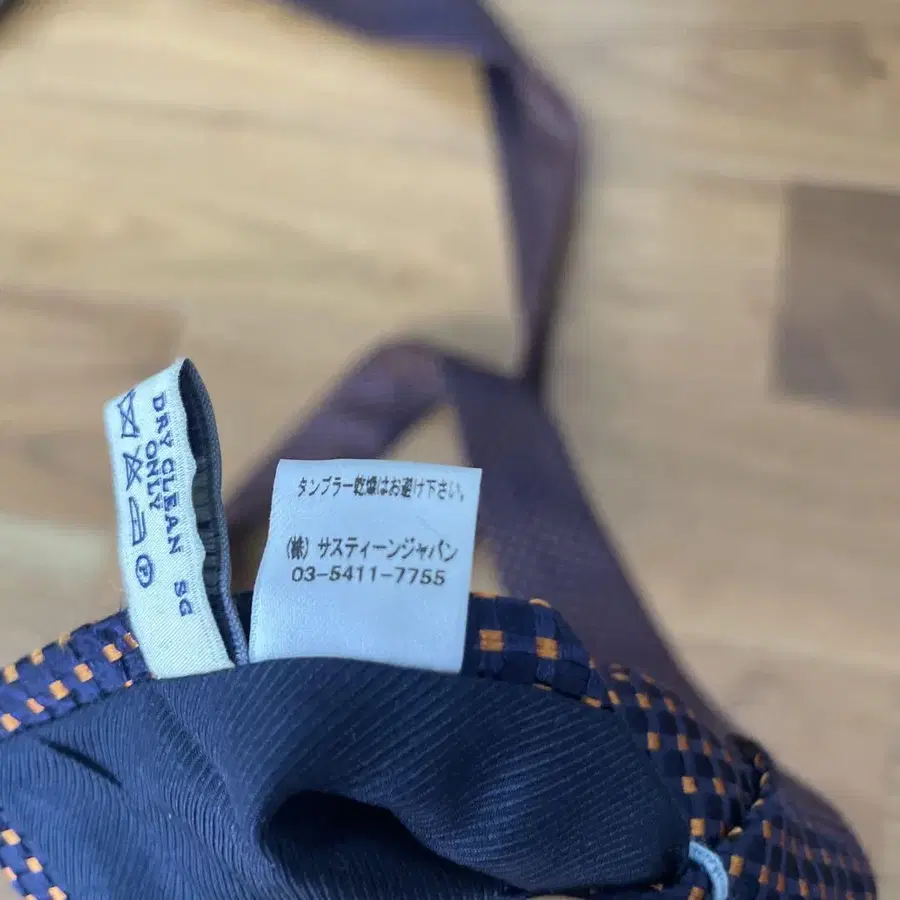 DRY CLEAN SG
ONLY
P
タンブラー乾燥はお避け下さい。
(株) サスティーンジャパン
03-5411-7755